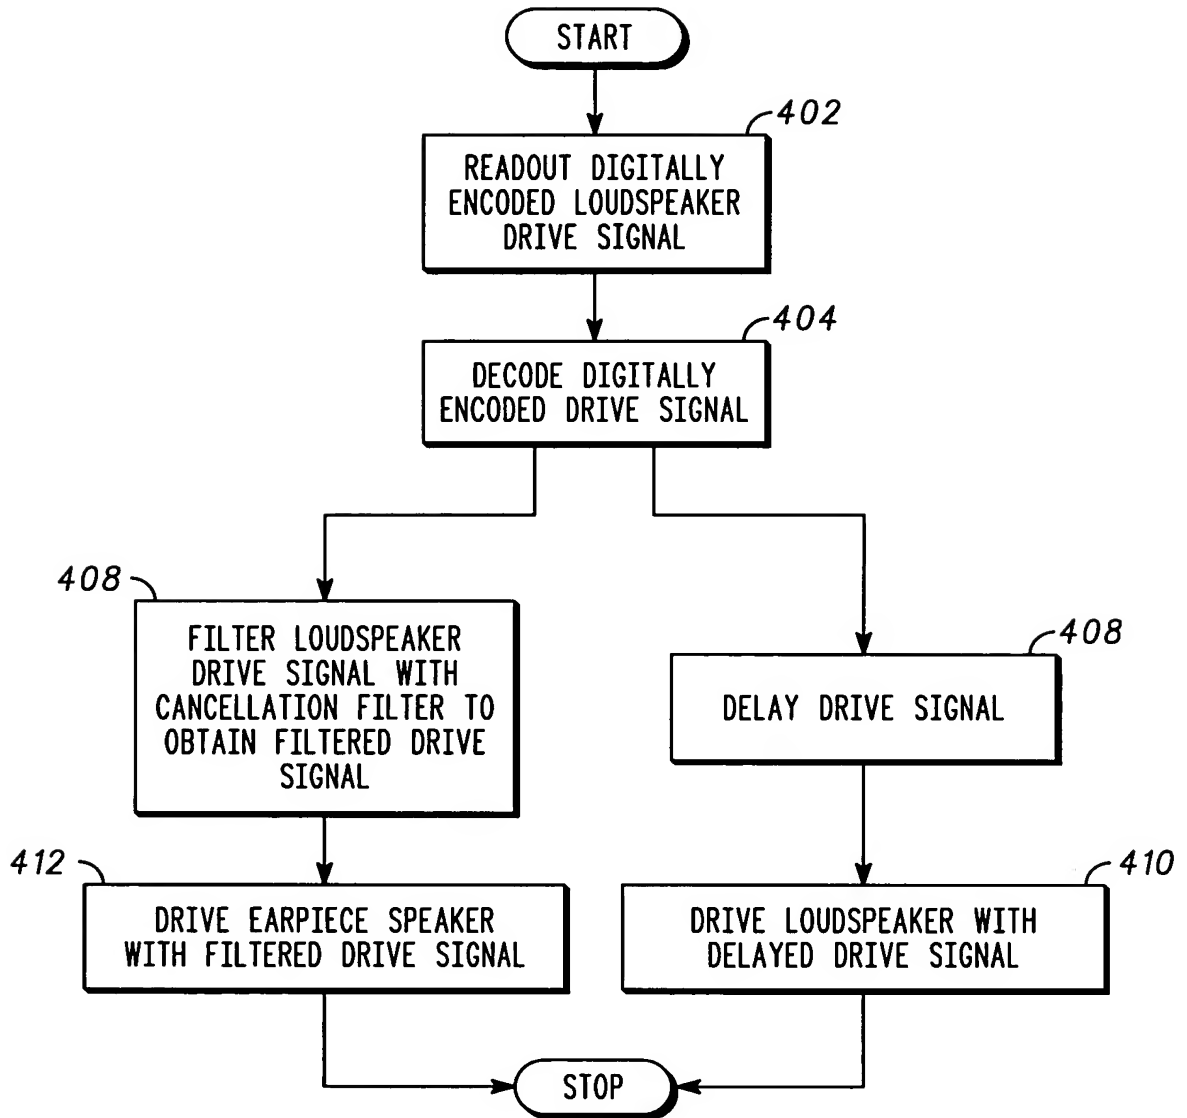 START
402
READOUT DIGITALLY
ENCODED LOUDSPEAKER
DRIVE SIGNAL
404
DECODE DIGITALLY
ENCODED DRIVE SIGNAL
408
FILTER LOUDSPEAKER
DRIVE SIGNAL WITH
CANCELLATION FILTER TO
OBTAIN FILTERED DRIVE
SIGNAL
408
DELAY DRIVE SIGNAL
412
DRIVE EARPIECE SPEAKER
WITH FILTERED DRIVE SIGNAL
410
DRIVE LOUDSPEAKER WITH
DELAYED DRIVE SIGNAL
STOP